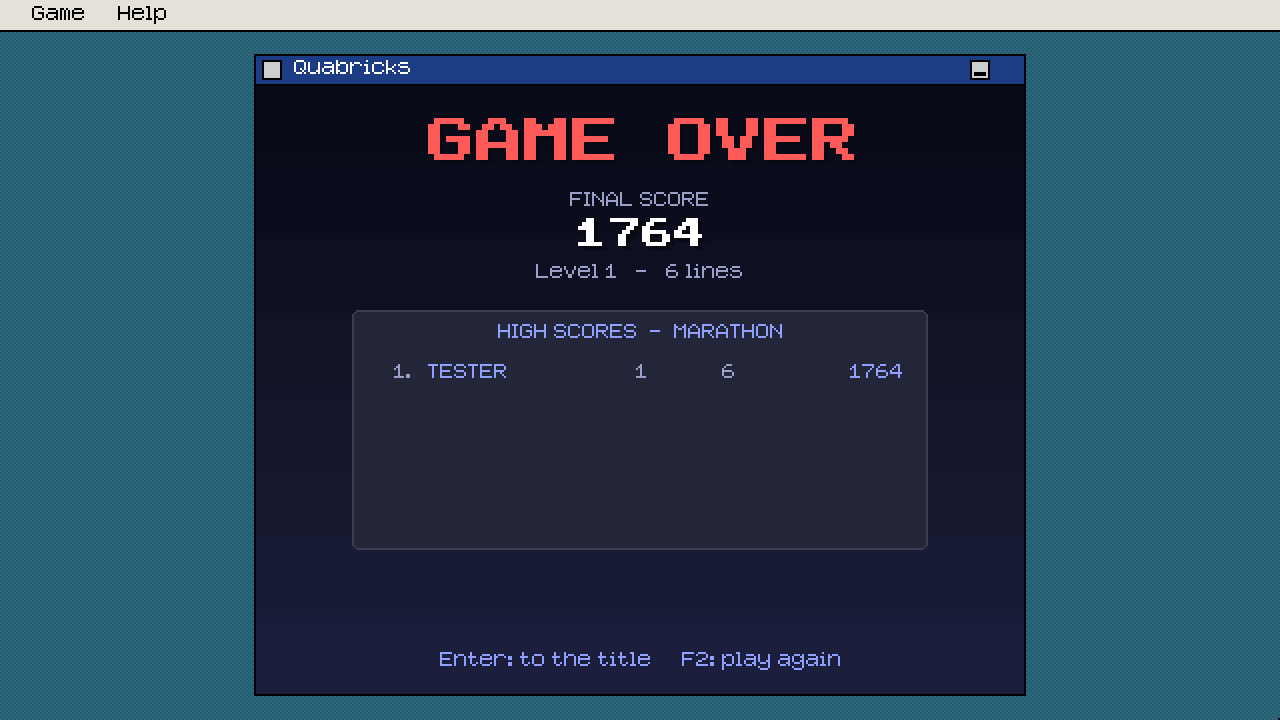 Game Help
Quabricks
GAME OVER
FINAL SCORE
1764
Level 1 - 6 lines
HIGH SCORES - MARATHON
1. TESTER 1 6 1764
Enter: to the title F2: play again